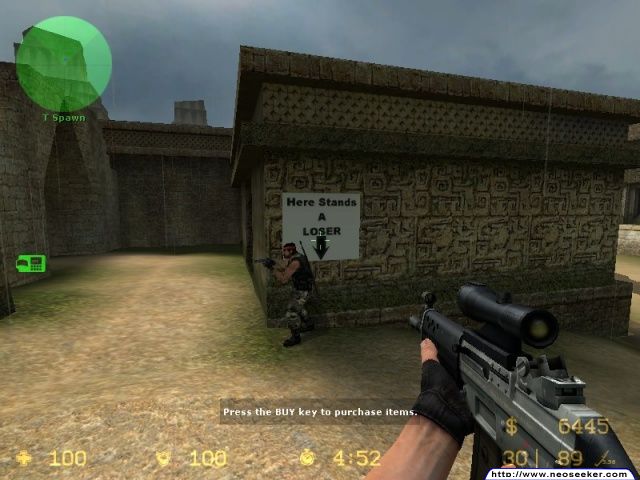 T Spawn
Here Stands
A
LOSER
Press the BUY key to purchase items.
$ 6445
100 100 4:52 30| 89
http://www.neoseeker.com